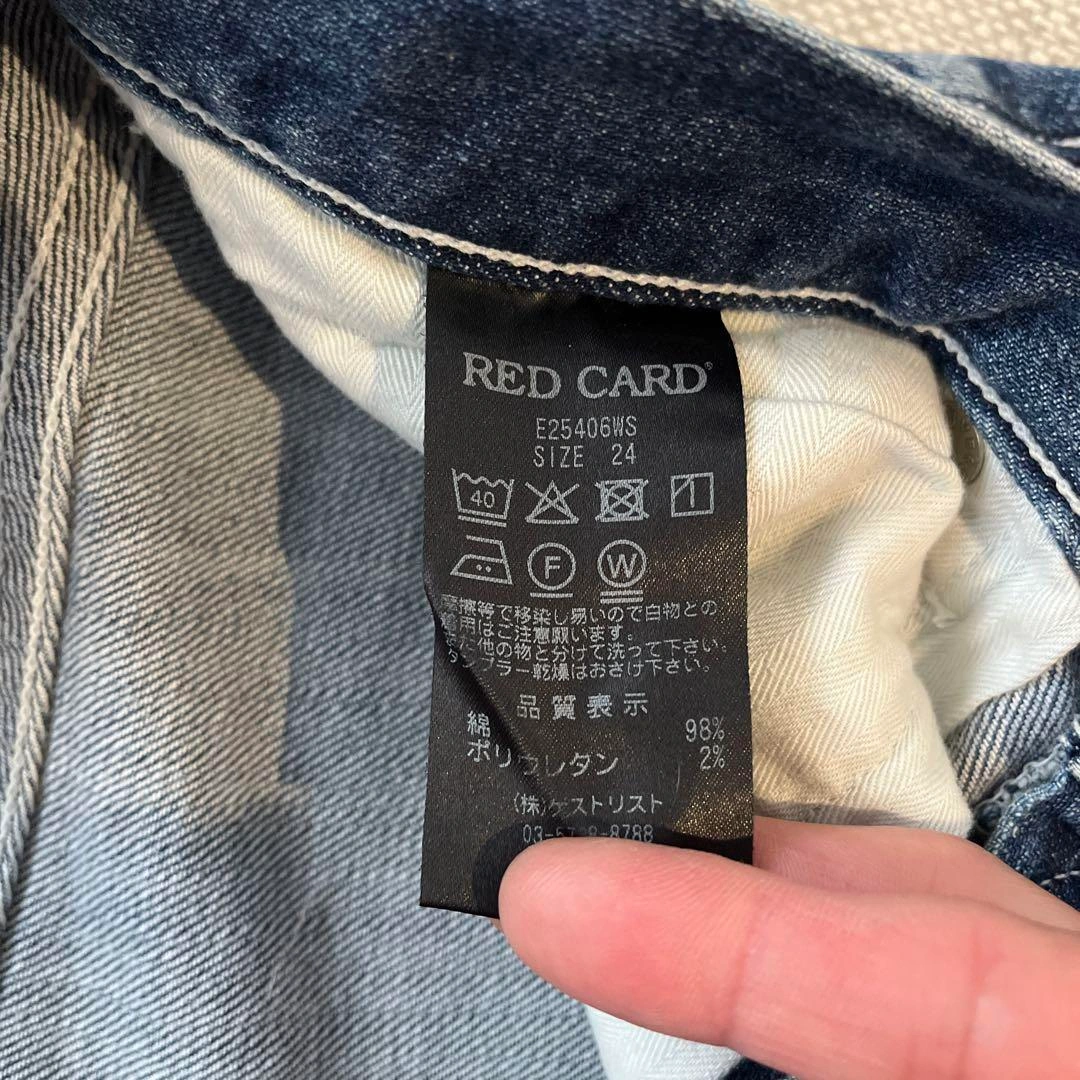 RED CARD®
E25406WS
SIZE 24
40
F
W
摩擦等で移染し易いので白物との
着用はご注意願います。
また他の物と分けて洗って下さい。
タンブラー乾燥はおさけ下さい。
品質表示
綿 98%
ポリウレタン 2%
(株)ゲストリスト
8788